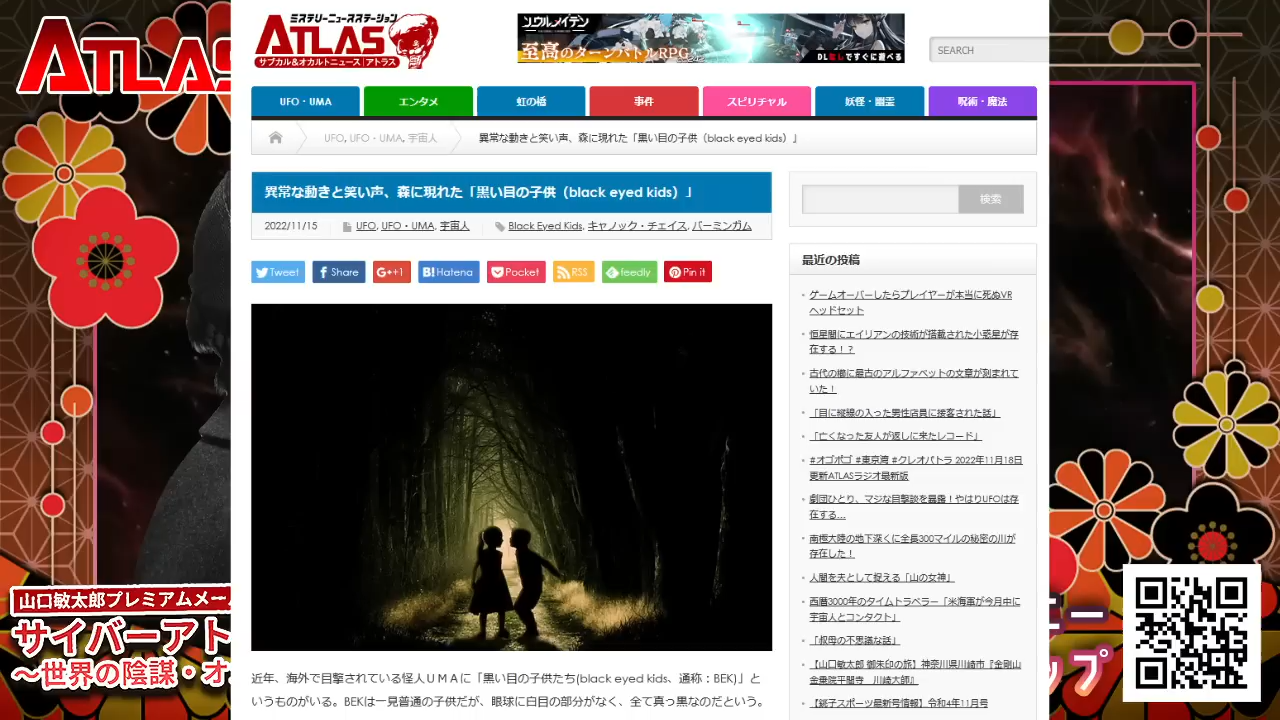 ATLAS
ミステリーニュースステーション
ATLAS
サブカル&オカルトニュース|アトラス
ソウルメイデン
至高のターンバトルRPG
DL無しですぐに遊べる
SEARCH
UFO・UMA
エンタメ
虹の橋
事件
スピリチャル
妖怪・幽霊
呪術・魔法
UFO, UFO・UMA, 宇宙人
異常な動きと笑い声、森に現れた「黒い目の子供（black eyed kids）」
異常な動きと笑い声、森に現れた「黒い目の子供（black eyed kids）」
2022/11/15
UFO, UFO・UMA, 宇宙人
Black Eyed Kids, キャノック・チェイス, バーミンガム
Tweet
Share
G+ +1
B! Hatena
Pocket
RSS
feedly
Pin it
近年、海外で目撃されている怪人ＵＭＡに「黒い目の子供たち(black eyed kids、通称：BEK)」と
いうものがいる。BEKは一見普通の子供だが、眼球に白目の部分がなく、全て真っ黒なのだという。
検索
最近の投稿
ゲームオーバーしたらプレイヤーが本当に死ぬVR
ヘッドセット
恒星間にエイリアンの技術が搭載された小惑星が存
在する！？
古代の櫛に最古のアルファベットの文章が刻まれて
いた！
「目に縦線の入った男性店員に接客された話」
「亡くなった友人が返しに来たレコード」
#オゴポゴ #東京湾 #クレオパトラ 2022年11月18日
更新ATLASラジオ最新版
劇団ひとり、マジな目撃談を暴露！やはりUFOは存
在する…
南極大陸の地下深くに全長300マイルの秘密の川が
存在した！
人間を夫として捉える「山の女神」
西暦3000年のタイムトラベラー「米海軍が今月中に
宇宙人とコンタクト」
「叔母の不思議な話」
【山口敏太郎 御朱印の旅】神奈川県川崎市『金剛山
金乗院平間寺　川崎大師』
【銚子スポーツ最新号情報】令和4年11月号
山口敏太郎プレミアムメー
サイバーアト
～世界の陰謀・オ
ニー
ップ